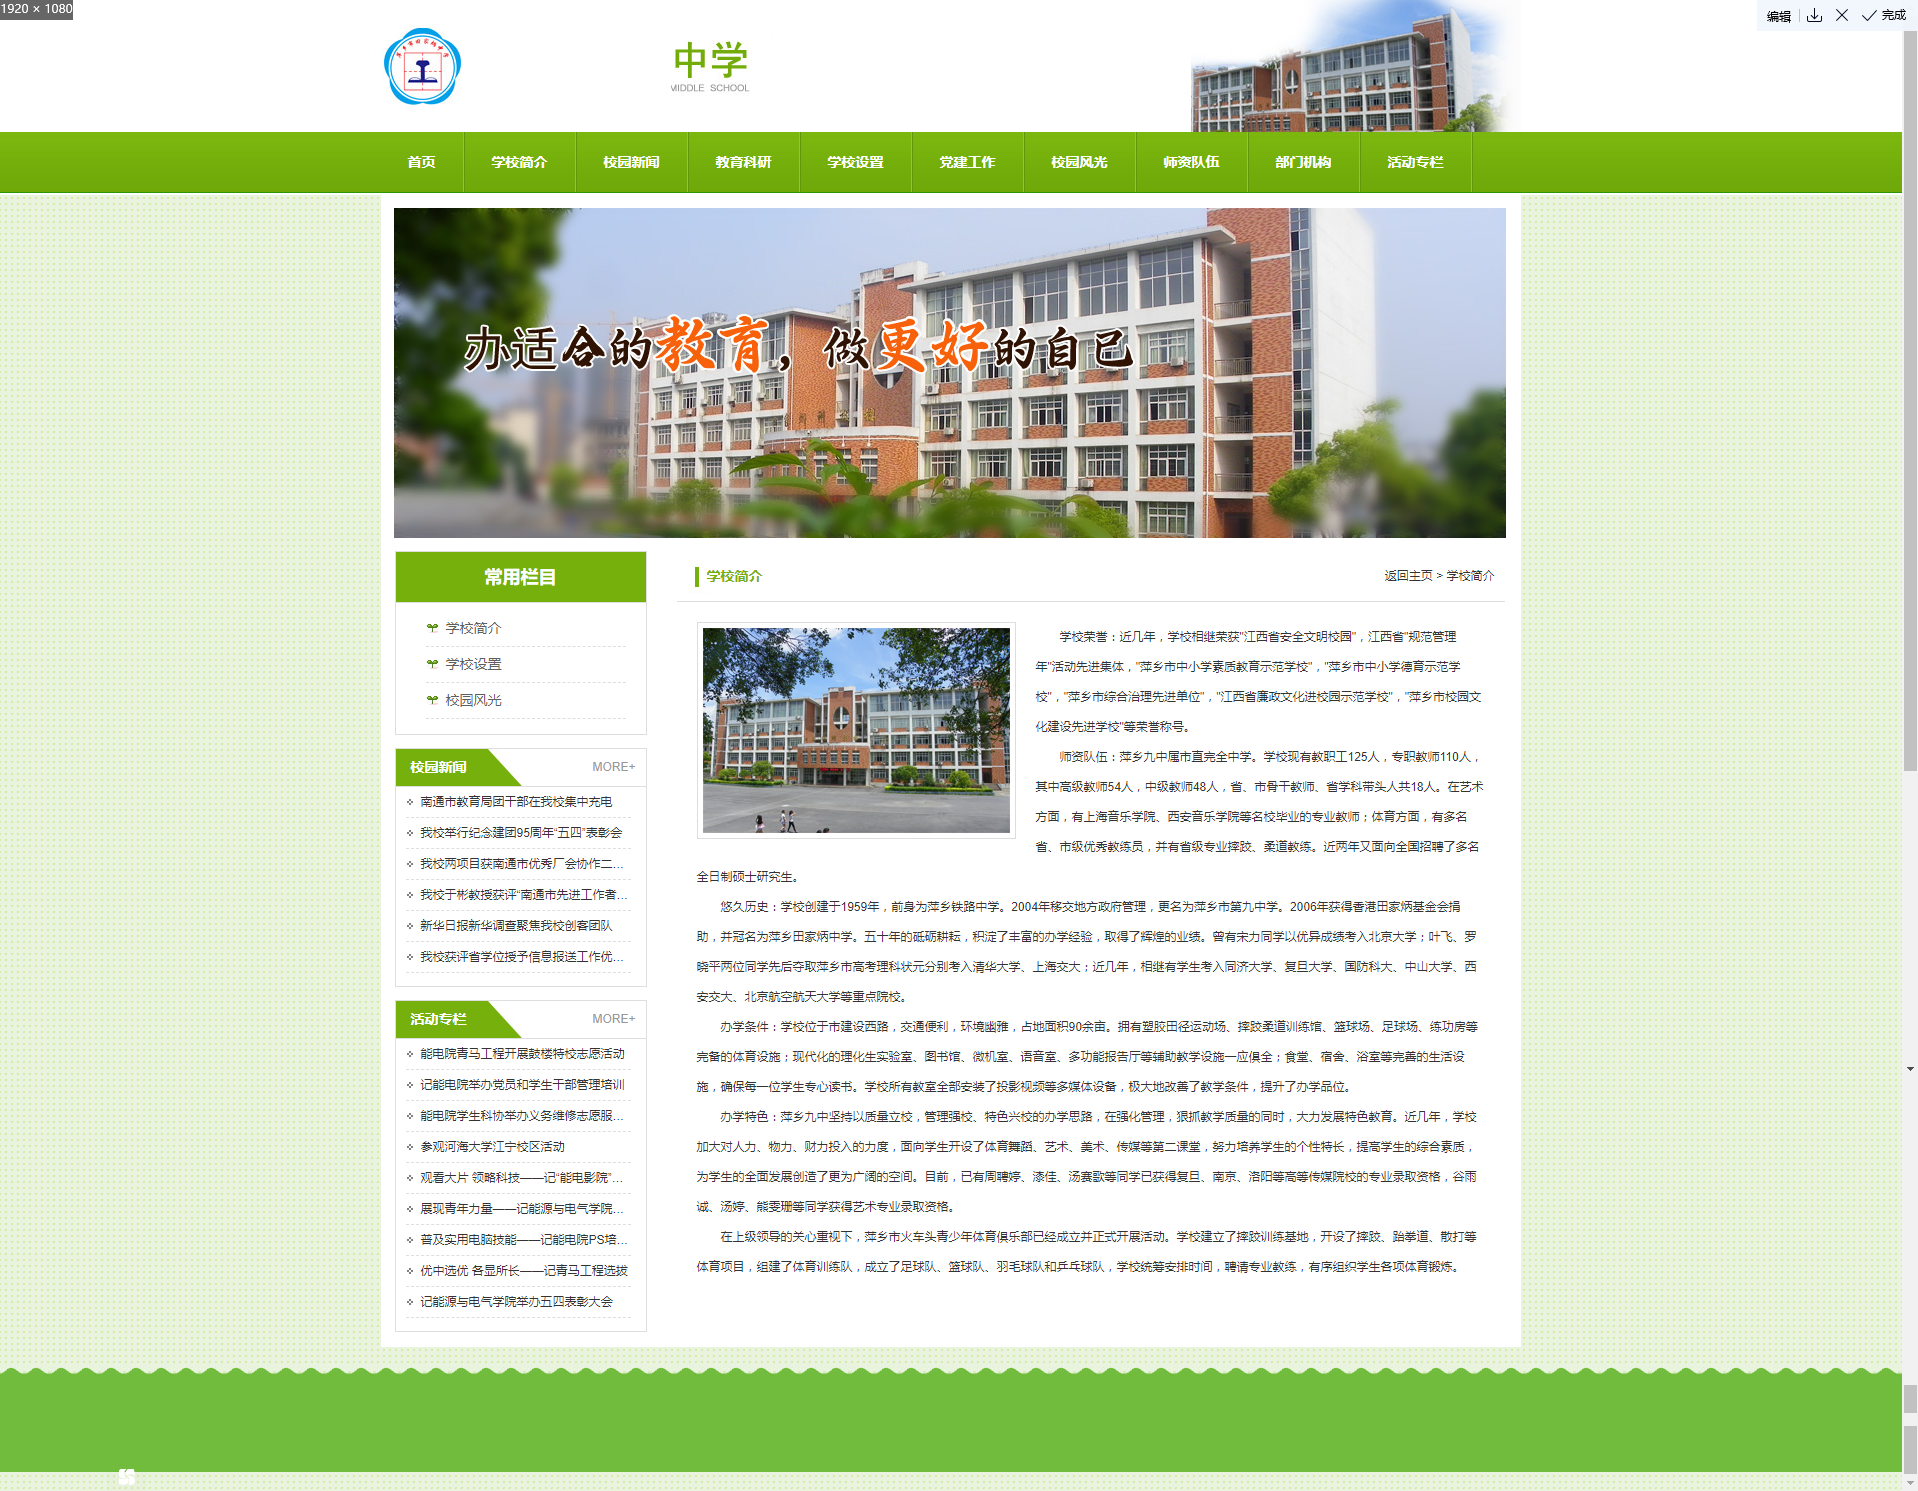 1920 × 1080
编辑
完成
中学
MIDDLE SCHOOL
首页
学校简介
校园新闻
教育科研
学校设置
党建工作
校园风光
师资队伍
部门机构
活动专栏
办适合的教育，做更好的自己
常用栏目
学校简介
学校设置
校园风光
校园新闻
MORE+
南通市教育局团干部在我校集中充电
我校举行纪念建团95周年“五四”表彰会
我校两项目获南通市优秀厂会协作二...
我校于彬教授获评“南通市先进工作者...
新华日报新华调查聚焦我校创客团队
我校获评省学位授予信息报送工作优...
活动专栏
MORE+
能电院青马工程开展鼓楼特校志愿活动
记能电院举办党员和学生干部管理培训
能电院学生科协举办义务维修志愿服...
参观河海大学江宁校区活动
观看大片 领略科技——记“能电影院”...
展现青年力量——记能源与电气学院...
普及实用电脑技能——记能电院PS培...
优中选优 各显所长——记青马工程选拔
记能源与电气学院举办五四表彰大会
学校简介
返回主页 > 学校简介
学校荣誉：近几年，学校相继荣获"江西省安全文明校园"，江西省"规范管理
年"活动先进集体，"萍乡市中小学素质教育示范学校"，"萍乡市中小学德育示范学
校"，"萍乡市综合治理先进单位"，"江西省廉政文化进校园示范学校"，"萍乡市校园文
化建设先进学校"等荣誉称号。
师资队伍：萍乡九中属市直完全中学。学校现有教职工125人，专职教师110人，
其中高级教师54人，中级教师48人，省、市骨干教师、省学科带头人共18人。在艺术
方面，有上海音乐学院、西安音乐学院等名校毕业的专业教师；体育方面，有多名
省、市级优秀教练员，并有省级专业摔跤、柔道教练。近两年又面向全国招聘了多名
全日制硕士研究生。
悠久历史：学校创建于1959年，前身为萍乡铁路中学。2004年移交地方政府管理，更名为萍乡市第九中学。2006年获得香港田家炳基金会捐
助，并冠名为萍乡田家炳中学。五十年的砥砺耕耘，积淀了丰富的办学经验，取得了辉煌的业绩。曾有宋力同学以优异成绩考入北京大学；叶飞、罗
晓平两位同学先后夺取萍乡市高考理科状元分别考入清华大学、上海交大；近几年，相继有学生考入同济大学、复旦大学、国防科大、中山大学、西
安交大、北京航空航天大学等重点院校。
办学条件：学校位于市建设西路，交通便利，环境幽雅，占地面积90余亩。拥有塑胶田径运动场、摔跤柔道训练馆、篮球场、足球场、练功房等
完备的体育设施；现代化的理化生实验室、图书馆、微机室、语音室、多功能报告厅等辅助教学设施一应俱全；食堂、宿舍、浴室等完善的生活设
施，确保每一位学生专心读书。学校所有教室全部安装了投影视频等多媒体设备，极大地改善了教学条件，提升了办学品位。
办学特色：萍乡九中坚持以质量立校，管理强校、特色兴校的办学思路，在强化管理，狠抓教学质量的同时，大力发展特色教育。近几年，学校
加大对人力、物力、财力投入的力度，面向学生开设了体育舞蹈、艺术、美术、传媒等第二课堂，努力培养学生的个性特长，提高学生的综合素质，
为学生的全面发展创造了更为广阔的空间。目前，已有周聘婷、漆佳、汤赛歌等同学已获得复旦、南京、洛阳等高等传媒院校的专业录取资格，谷雨
诚、汤婷、熊雯珊等同学获得艺术专业录取资格。
在上级领导的关心重视下，萍乡市火车头青少年体育俱乐部已经成立并正式开展活动。学校建立了摔跤训练基地，开设了摔跤、跆拳道、散打等
体育项目，组建了体育训练队，成立了足球队、篮球队、羽毛球队和乒乓球队，学校统筹安排时间，聘请专业教练，有序组织学生各项体育锻炼。